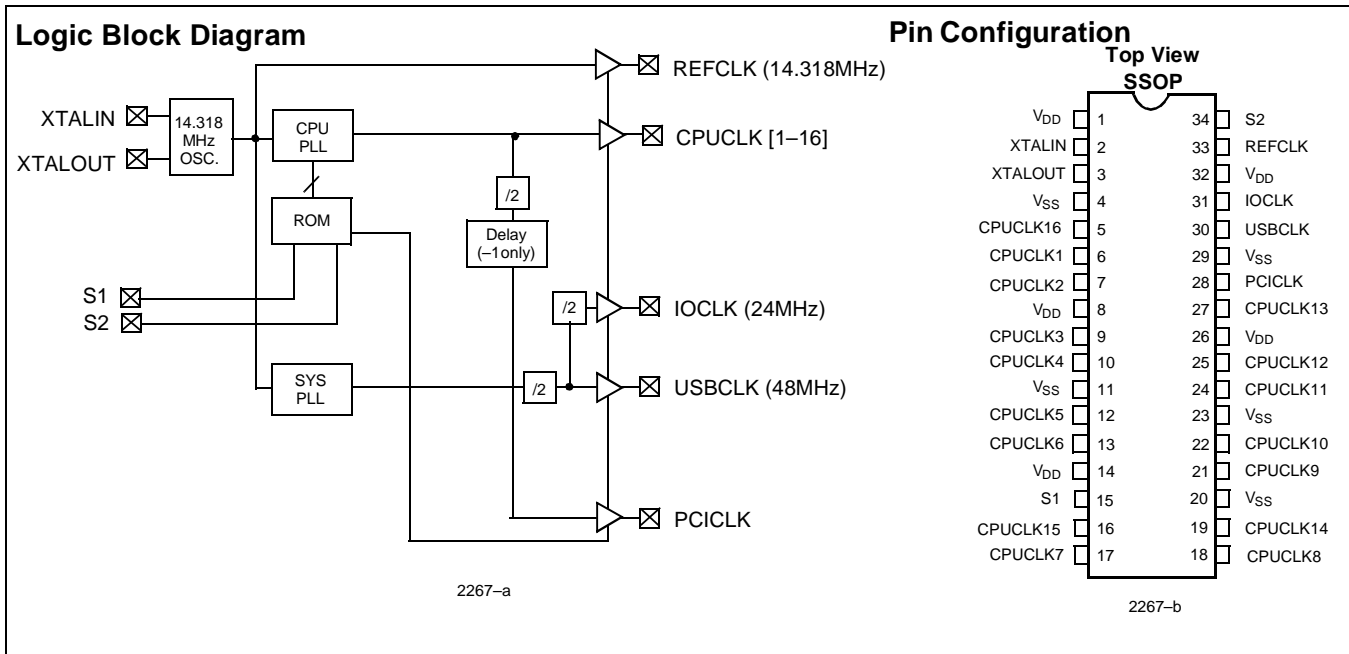 Logic Block Diagram
XTALIN
XTALOUT
14.318
MHz
OSC.
CPU
PLL
ROM
S1
S2
SYS
PLL
/2
Delay
(–1only)
/2
/2
REFCLK (14.318MHz)
CPUCLK [1–16]
IOCLK (24MHz)
USBCLK (48MHz)
PCICLK
2267–a
Pin Configuration
Top View
SSOP
VDD 1 34 S2
XTALIN 2 33 REFCLK
XTALOUT 3 32 VDD
VSS 4 31 IOCLK
CPUCLK16 5 30 USBCLK
CPUCLK1 6 29 VSS
CPUCLK2 7 28 PCICLK
VDD 8 27 CPUCLK13
CPUCLK3 9 26 VDD
CPUCLK4 10 25 CPUCLK12
VSS 11 24 CPUCLK11
CPUCLK5 12 23 VSS
CPUCLK6 13 22 CPUCLK10
VDD 14 21 CPUCLK9
S1 15 20 VSS
CPUCLK15 16 19 CPUCLK14
CPUCLK7 17 18 CPUCLK8
2267–b